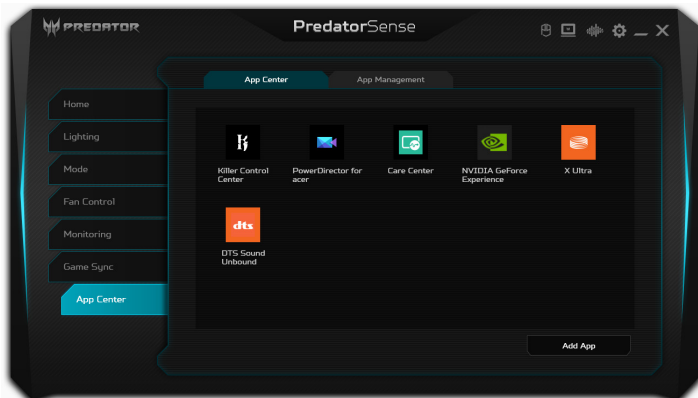 PREDATOR
PredatorSense
App Center
App Management
Home
Lighting
Mode
Fan Control
Monitoring
Game Sync
App Center
Killer Control
Center
PowerDirector for
acer
Care Center
NVIDIA GeForce
Experience
X Ultra
dts
DTS Sound
Unbound
Add App